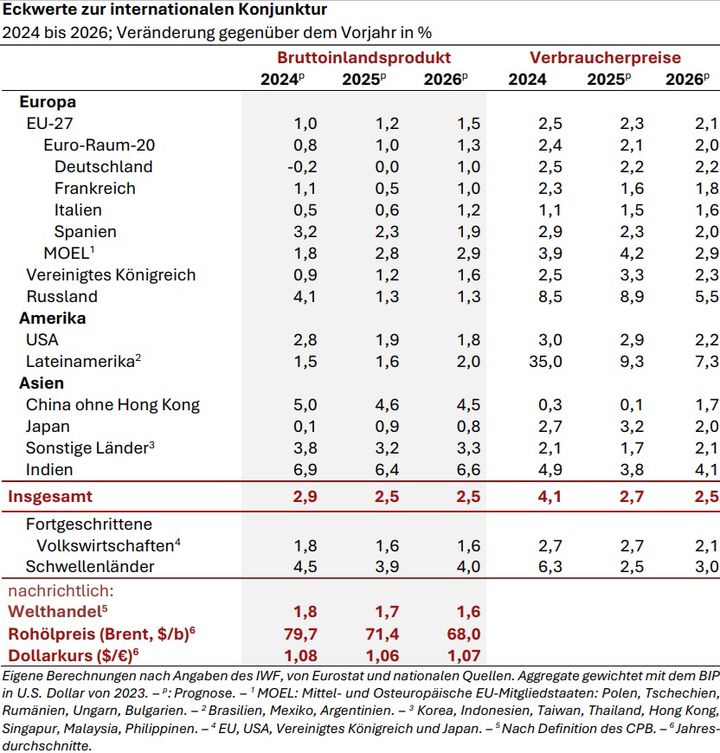 Eckwerte zur internationalen Konjunktur
2024 bis 2026; Veränderung gegenüber dem Vorjahr in %
Bruttoinlandsprodukt Verbraucherpreise
2024ᵖ 2025ᵖ 2026ᵖ 2024 2025ᵖ 2026ᵖ
Europa
EU-27 1,0 1,2 1,5 2,5 2,3 2,1
Euro-Raum-20 0,8 1,0 1,3 2,4 2,1 2,0
Deutschland -0,2 0,0 1,0 2,5 2,2 2,2
Frankreich 1,1 0,5 1,0 2,3 1,6 1,8
Italien 0,5 0,6 1,2 1,1 1,5 1,6
Spanien 3,2 2,3 1,9 2,9 2,3 2,0
MOEL¹ 1,8 2,8 2,9 3,9 4,2 2,9
Vereinigtes Königreich 0,9 1,2 1,6 2,5 3,3 2,3
Russland 4,1 1,3 1,3 8,5 8,9 5,5
Amerika
USA 2,8 1,9 1,8 3,0 2,9 2,2
Lateinamerika² 1,5 1,6 2,0 35,0 9,3 7,3
Asien
China ohne Hong Kong 5,0 4,6 4,5 0,3 0,1 1,7
Japan 0,1 0,9 0,8 2,7 3,2 2,0
Sonstige Länder³ 3,8 3,2 3,3 2,1 1,7 2,1
Indien 6,9 6,4 6,6 4,9 3,8 4,1
Insgesamt 2,9 2,5 2,5 4,1 2,7 2,5
Fortgeschrittene
Volkswirtschaften⁴ 1,8 1,6 1,6 2,7 2,7 2,1
Schwellenländer 4,5 3,9 4,0 6,3 2,5 3,0
nachrichtlich:
Welthandel⁵ 1,8 1,7 1,6
Rohölpreis (Brent, $/b)⁶ 79,7 71,4 68,0
Dollarkurs ($/€)⁶ 1,08 1,06 1,07
Eigene Berechnungen nach Angaben des IWF, von Eurostat und nationalen Quellen. Aggregate gewichtet mit dem BIP
in U.S. Dollar von 2023. – ᵖ: Prognose. – ¹ MOEL: Mittel- und Osteuropäische EU-Mitgliedstaaten: Polen, Tschechien,
Rumänien, Ungarn, Bulgarien. – ² Brasilien, Mexiko, Argentinien. – ³ Korea, Indonesien, Taiwan, Thailand, Hong Kong,
Singapur, Malaysia, Philippinen. – ⁴ EU, USA, Vereinigtes Königreich und Japan. – ⁵ Nach Definition des CPB. – ⁶ Jahres-
durchschnitte.